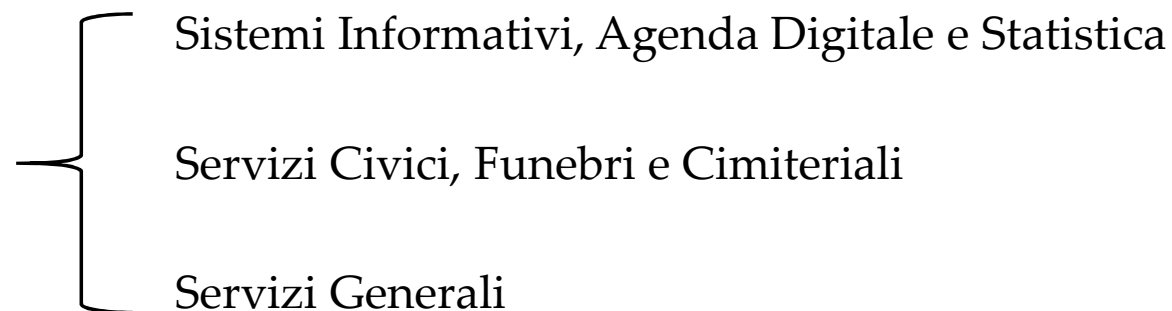 Sistemi Informativi, Agenda Digitale e Statistica
Servizi Civici, Funebri e Cimiteriali
Servizi Generali